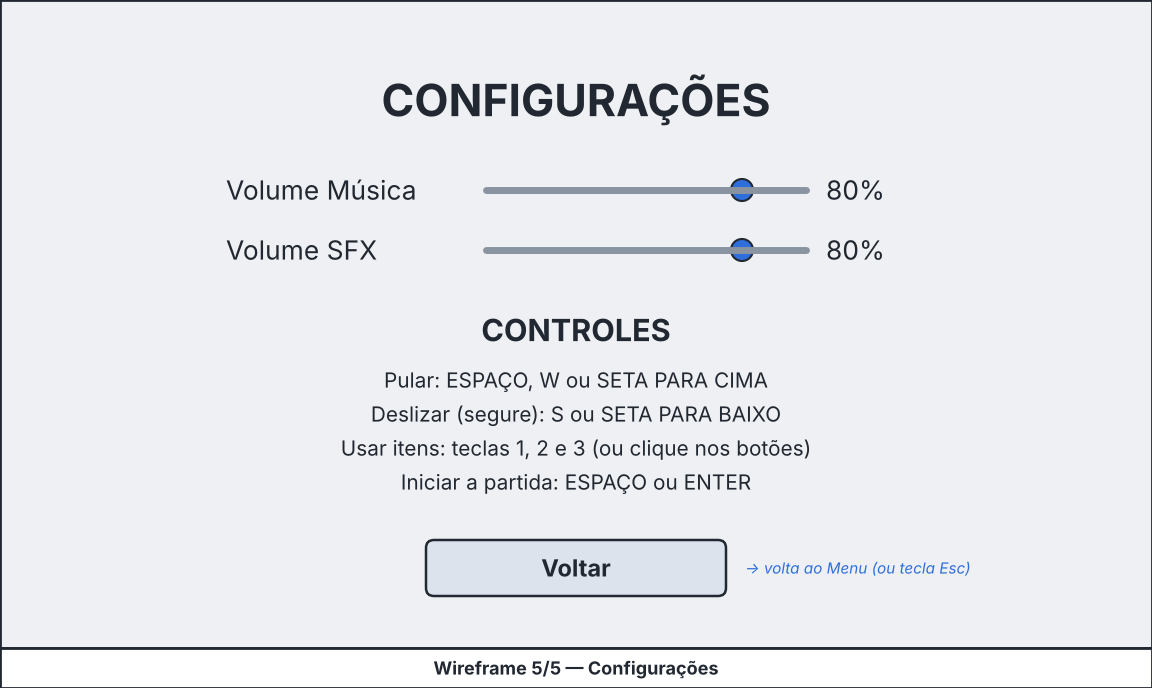 CONFIGURAÇÕES
Volume Música 80%
Volume SFX 80%
CONTROLES
Pular: ESPAÇO, W ou SETA PARA CIMA
Deslizar (segure): S ou SETA PARA BAIXO
Usar itens: teclas 1, 2 e 3 (ou clique nos botões)
Iniciar a partida: ESPAÇO ou ENTER
Voltar → volta ao Menu (ou tecla Esc)
Wireframe 5/5 — Configurações